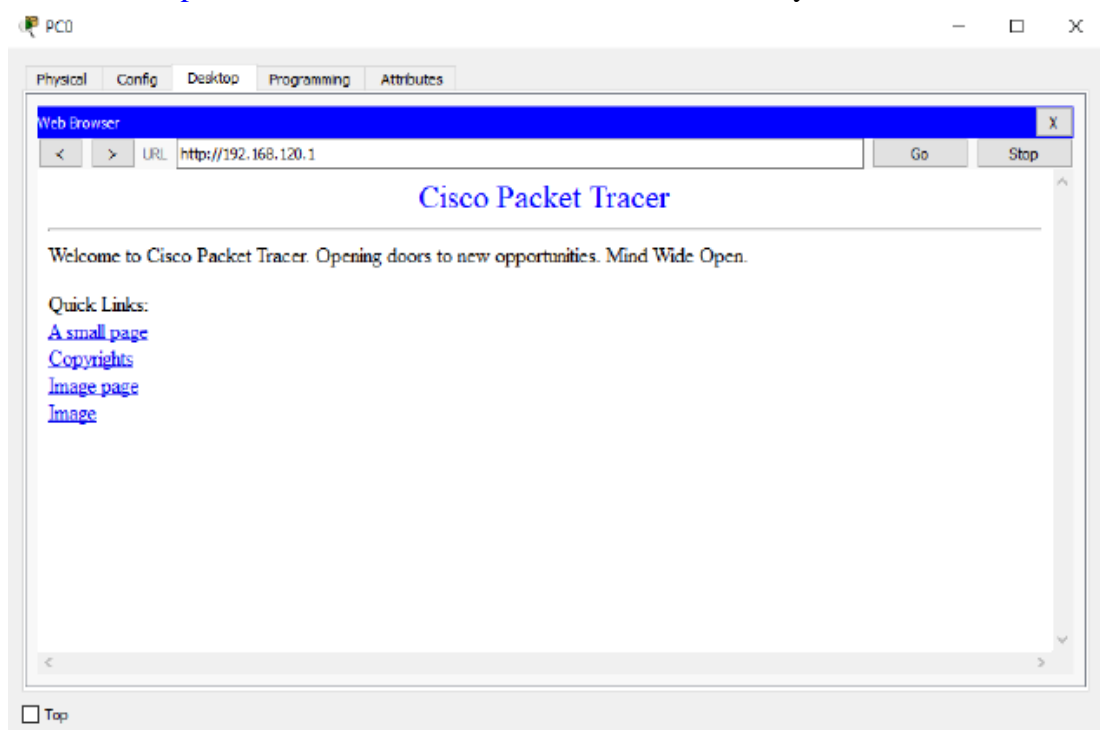 PC0
Physical Config Desktop Programming Attributes
Web Browser X
< > URL http://192.168.120.1 Go Stop
Cisco Packet Tracer
Welcome to Cisco Packet Tracer. Opening doors to new opportunities. Mind Wide Open.
Quick Links:
A small page
Copyrights
Image page
Image
Top